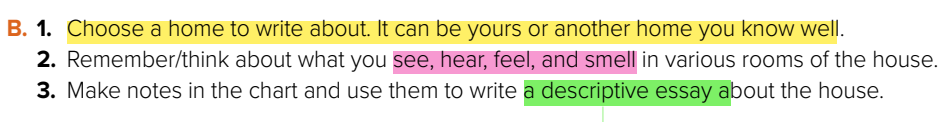 B. 1. Choose a home to write about. It can be yours or another home you know well.
2. Remember/think about what you see, hear, feel, and smell in various rooms of the house.
3. Make notes in the chart and use them to write a descriptive essay about the house.